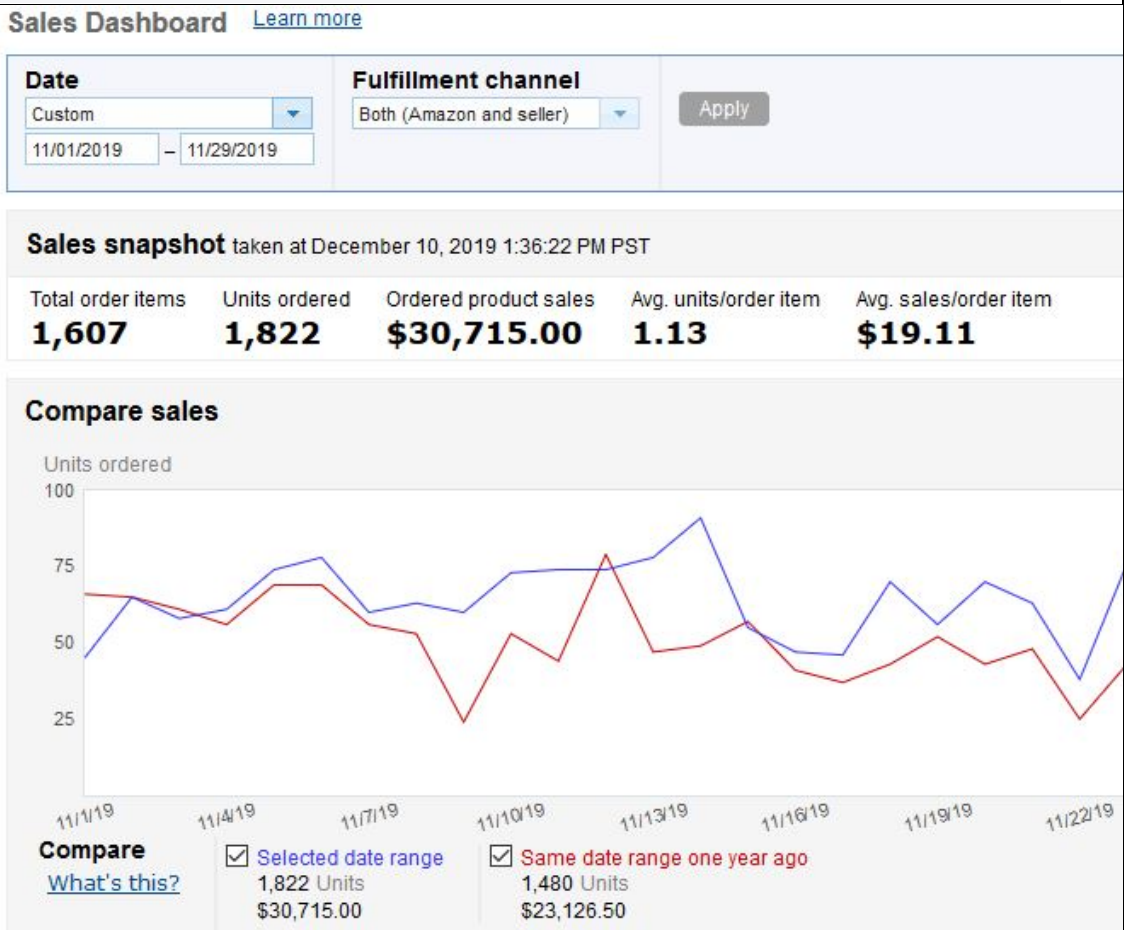 Sales Dashboard Learn more
Date Fulfillment channel
Custom Both (Amazon and seller) Apply
11/01/2019 – 11/29/2019
Sales snapshot taken at December 10, 2019 1:36:22 PM PST
Total order items Units ordered Ordered product sales Avg. units/order item Avg. sales/order item
1,607 1,822 $30,715.00 1.13 $19.11
Compare sales
Units ordered
100
75
50
25
11/1/19 11/4/19 11/7/19 11/10/19 11/13/19 11/16/19 11/19/19 11/22/19
Compare Selected date range Same date range one year ago
What's this? 1,822 Units 1,480 Units
$30,715.00 $23,126.50